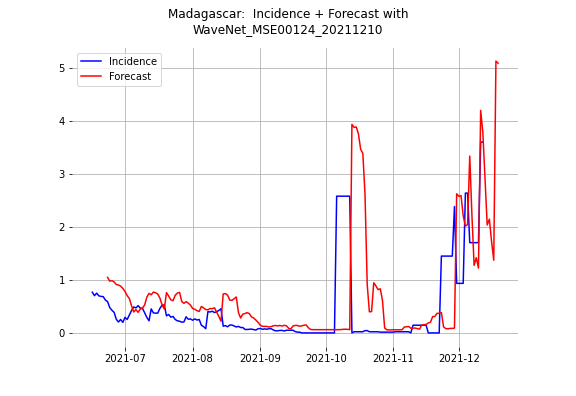 Madagascar:  Incidence + Forecast with
WaveNet_MSE00124_20211210
Incidence
Forecast
5
4
3
2
1
0
2021-07 2021-08 2021-09 2021-10 2021-11 2021-12